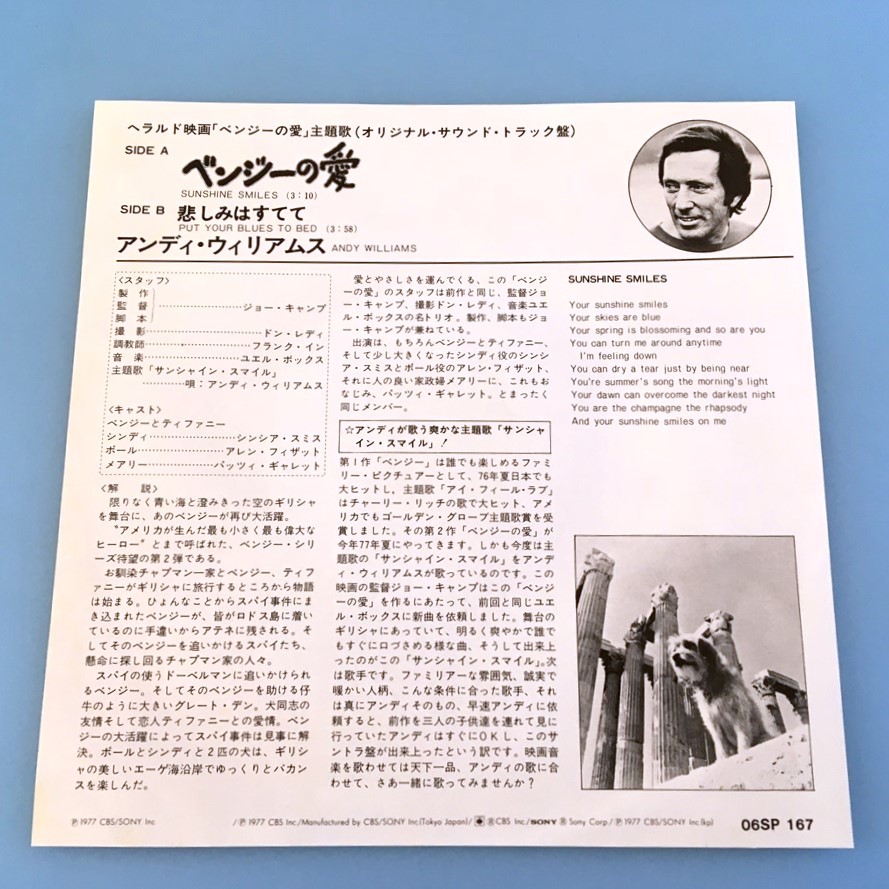 ヘラルド映画「ベンジーの愛」主題歌(オリジナル・サウンド・トラック盤)
SIDE A
ベンジーの愛
SUNSHINE SMILES (3:10)
SIDE B 悲しみはすてて
PUT YOUR BLUES TO BED (3:58)
アンディ・ウィリアムス ANDY WILLIAMS
〈スタッフ〉
製 作
監 督………………ジョー・キャンプ
脚 本
撮 影………………ドン・レディ
調教師………………フランク・イン
音 楽………………ユエル・ボックス
主題歌「サンシャイン・スマイル」
………唄:アンディ・ウィリアムス
〈キャスト〉
ベンジーとティファニー
シンディ………………シンシア・スミス
ポール………………アレン・フィザット
メアリー………………パッツィ・ギャレット
〈解 説〉
限りなく青い海と澄みきった空のギリシャ
を舞台に、あのベンジーが再び大活躍。
“アメリカが生んだ最も小さく最も偉大な
ヒーロー”とまで呼ばれた、ベンジー・シリ
ーズ待望の第2弾である。
お馴染チャプマン一家とベンジー、ティフ
ァニーがギリシャに旅行するところから物語
は始まる。ひょんなことからスパイ事件にま
き込まれたベンジーが、皆がロドス島に着い
ているのに手違いからアテネに残される。そ
してそのベンジーを追いかけるスパイたち、
懸命に探し回るチャプマン家の人々。
スパイの使うドーベルマンに追いかけられ
るベンジー。そしてそのベンジーを助ける仔
牛のように大きいグレート・デン。犬同志の
友情そして恋人ティファニーとの愛情。ベン
ジーの大活躍によってスパイ事件は見事に解
決。ポールとシンディと2匹の犬は、ギリシ
ャの美しいエーゲ海沿岸でゆっくりとバカン
スを楽しんだ。
愛とやさしさを運んでくる、この「ベンジ
ーの愛」のスタッフは前作と同じ、監督ジョ
ー・キャンプ、撮影ドン・レディ、音楽ユエ
ル・ボックスの名トリオ。製作、脚本もジョ
ー・キャンプが兼ねている。
出演は、もちろんベンジーとティファニー、
そして少し大きくなったシンディ役のシンシ
ア・スミスとポール役のアレン・フィザット、
それに人の良い家政婦メアリーに、これもお
なじみ、パッツィ・ギャレット。とまったく
同じメンバー。
☆アンディが歌う爽かな主題歌「サンシャ
イン・スマイル」!
第1作「ベンジー」は誰でも楽しめるファミ
リー・ピクチュアーとして、76年夏日本でも
大ヒットし、主題歌「アイ・フィール・ラブ」
はチャーリー・リッチの歌で大ヒット、アメ
リカでもゴールデン・グローブ主題歌賞を受
賞しました。その第2作「ベンジーの愛」が
今年77年夏にやってきます。しかも今度は主
題歌の「サンシャイン・スマイル」をアンデ
ィ・ウィリアムスが歌っているのです。この
映画の監督ジョー・キャンプはこの「ベンジ
ーの愛」を作るにあたって、前回と同じユエ
ル・ボックスに新曲を依頼しました。舞台の
ギリシャにあっていて、明るく爽やかで誰で
もすぐに口づさめる様な曲、そうして出来上
ったのがこの「サンシャイン・スマイル」。次
は歌手です。ファミリアーな雰囲気、誠実で
暖かい人柄、こんな条件に合った歌手、それ
は真にアンディそのもの、早速アンディに依
頼すると、前作を三人の子供達を連れて見に
行っていたアンディはすぐにOKし、このサ
ントラ盤が出来上ったという訳です。映画音
楽を歌わせては天下一品、アンディの歌に合
わせて、さあ一緒に歌ってみませんか?
SUNSHINE SMILES
Your sunshine smiles
Your skies are blue
Your spring is blossoming and so are you
You can turn me around anytime
I'm feeling down
You can dry a tear just by being near
You're summer's song the morning's light
Your dawn can overcome the darkest night
You are the champagne the rhapsody
And your sunshine smiles on me
℗1977 CBS/SONY Inc. /℗1977 CBS Inc./Manufactured by CBS/SONY Inc.(Tokyo Japan)/ ®CBS Inc./SONY ® Sony Corp./℗1977 CBS/SONY Inc.(kp)
06SP 167